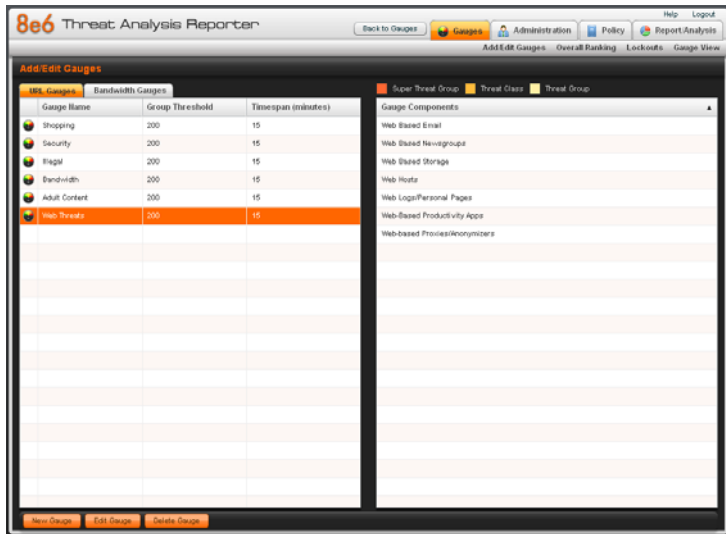 8e6 Threat Analysis Reporter
Help Logout
Back to Gauges Gauges Administration Policy Report/Analysis
Add/Edit Gauges Overall Ranking Lockouts Gauge View
Add/Edit Gauges
URL Gauges Bandwidth Gauges
Super Threat Group Threat Class Threat Group
Gauge Name Group Threshold Timespan (minutes)
Gauge Components
Shopping 200 15
Web Based Email
Security 200 15
Web Based Newsgroups
Illegal 200 15
Web Based Storage
Bandwidth 200 15
Web Hosts
Adult Content 200 15
Web Logs/Personal Pages
Web Threats 200 15
Web-Based Productivity Apps
Web-based Proxies/Anonymizers
New Gauge Edit Gauge Delete Gauge